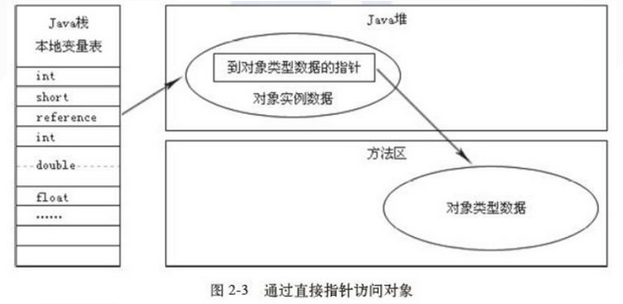 Java栈
本地变量表
int
short
reference
int
double
float
……
Java堆
到对象类型数据的指针
对象实例数据
方法区
对象类型数据
图 2-3 通过直接指针访问对象